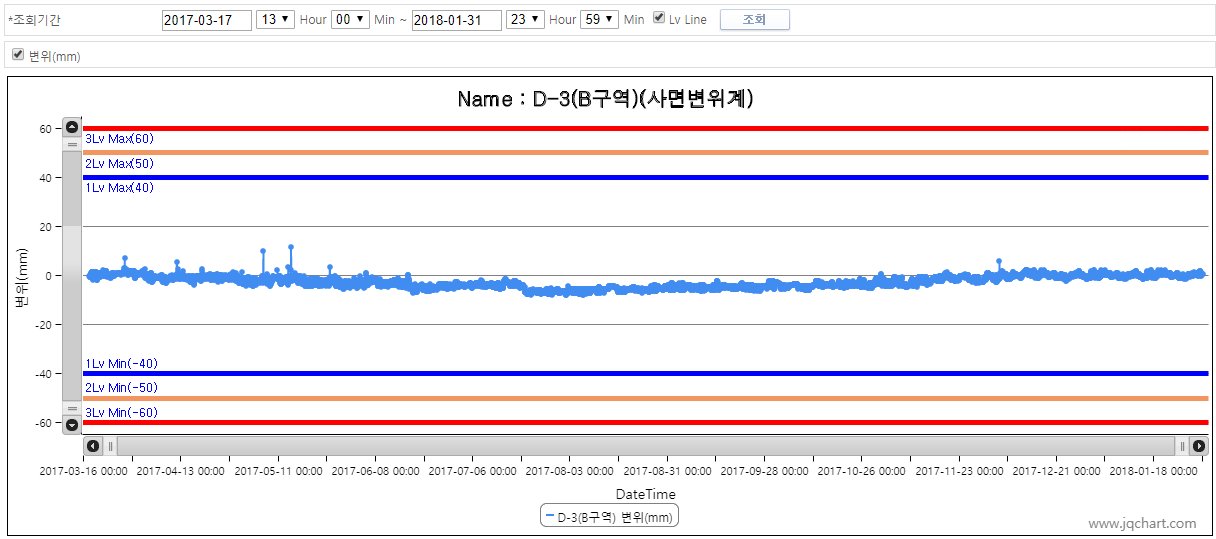 *조회기간 2017-03-17 13 Hour 00 Min ~ 2018-01-31 23 Hour 59 Min Lv Line 조회
변위(mm)
Name : D-3(B구역)(사면변위계)
60
3Lv Max(60)
2Lv Max(50)
40
1Lv Max(40)
20
0
변위(mm)
-20
1Lv Min(-40)
-40
2Lv Min(-50)
3Lv Min(-60)
-60
2017-03-16 00:00 2017-04-13 00:00 2017-05-11 00:00 2017-06-08 00:00 2017-07-06 00:00 2017-08-03 00:00 2017-08-31 00:00 2017-09-28 00:00 2017-10-26 00:00 2017-11-23 00:00 2017-12-21 00:00 2018-01-18 00:00
DateTime
D-3(B구역) 변위(mm)
www.jqchart.com